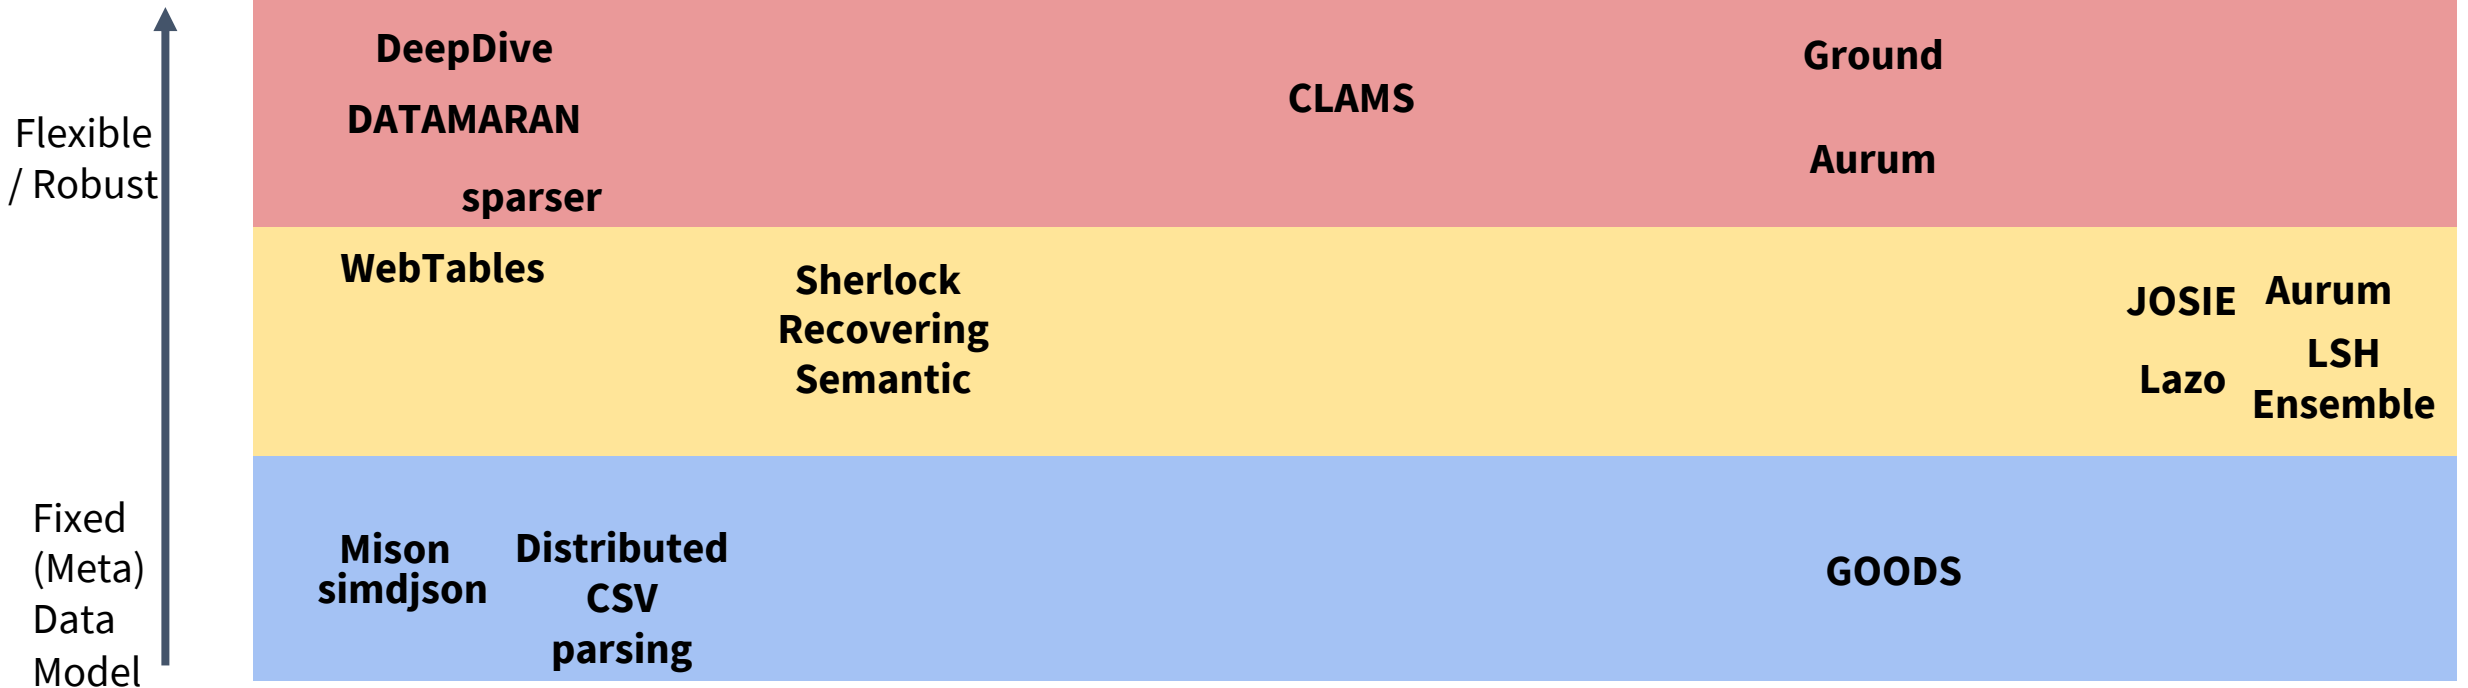 Flexible
/ Robust
Fixed
(Meta)
Data
Model
DeepDive
DATAMARAN
sparser
CLAMS
Ground
Aurum
WebTables
Sherlock
Recovering
Semantic
JOSIE
Aurum
Lazo
LSH
Ensemble
Mison
simdjson
Distributed
CSV
parsing
GOODS